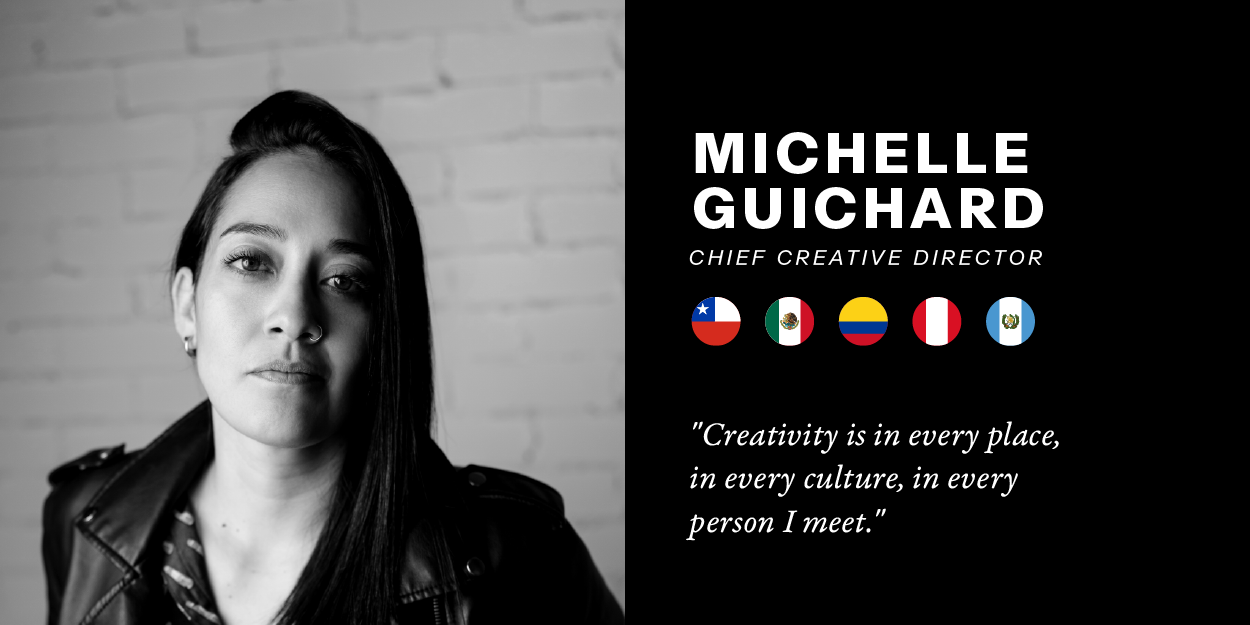 MICHELLE
GUICHARD
CHIEF CREATIVE DIRECTOR
"Creativity is in every place,
in every culture, in every
person I meet."